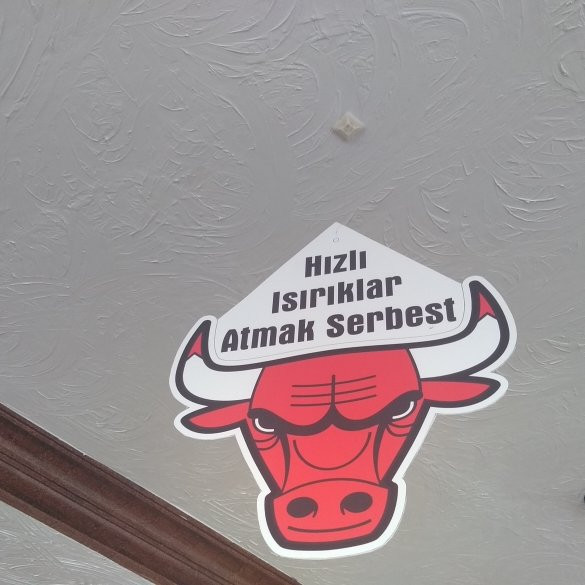 Hızlı
Isırıklar
Atmak Serbest